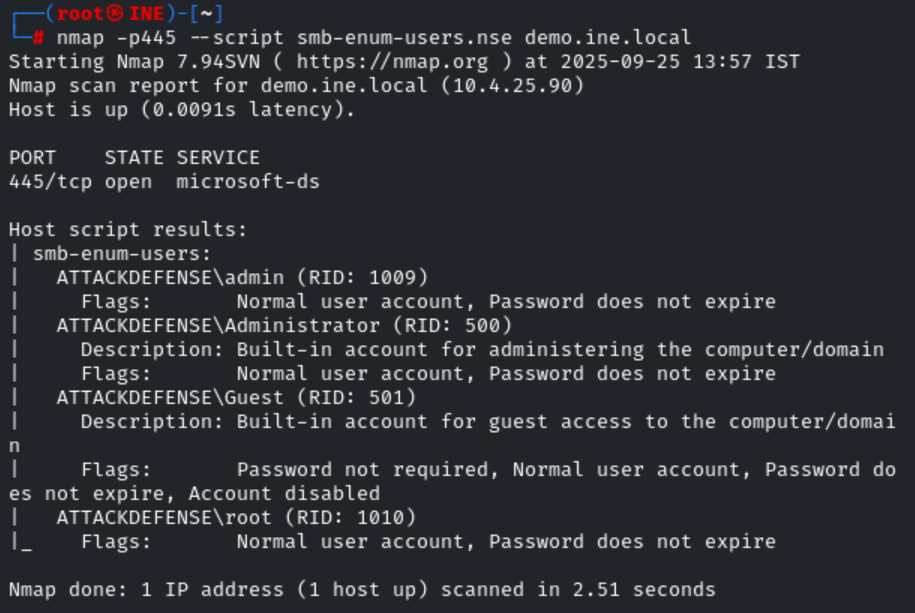 ┌──(root㉿INE)-[~]
└─# nmap -p445 --script smb-enum-users.nse demo.ine.local
Starting Nmap 7.94SVN ( https://nmap.org ) at 2025-09-25 13:57 IST
Nmap scan report for demo.ine.local (10.4.25.90)
Host is up (0.0091s latency).

PORT    STATE SERVICE
445/tcp open  microsoft-ds

Host script results:
| smb-enum-users:
|   ATTACKDEFENSE\admin (RID: 1009)
|     Flags:       Normal user account, Password does not expire
|   ATTACKDEFENSE\Administrator (RID: 500)
|     Description: Built-in account for administering the computer/domain
|     Flags:       Normal user account, Password does not expire
|   ATTACKDEFENSE\Guest (RID: 501)
|     Description: Built-in account for guest access to the computer/domai
n
|     Flags:       Password not required, Normal user account, Password do
es not expire, Account disabled
|   ATTACKDEFENSE\root (RID: 1010)
|_    Flags:       Normal user account, Password does not expire

Nmap done: 1 IP address (1 host up) scanned in 2.51 seconds